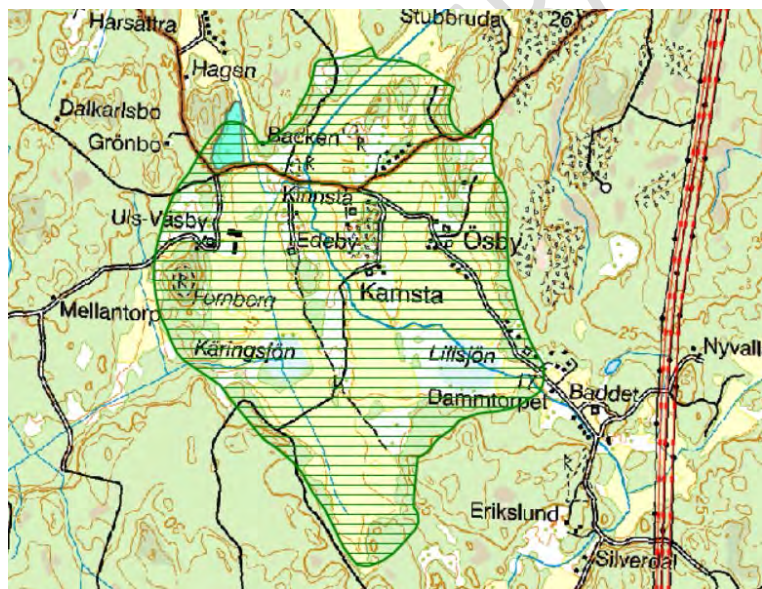 Stubbruda
26
Harsättra
Hagen
Dalkarlsbo
Grönbo
Backen
R
R
15
Kinnsta
Uls-Väsby
Edeby
Ösby
R
Fornborg
Kamsta
25
Mellantorp
Käringsjön
Lillsjön
Nyvall
Dammtorpet
Baddet
Erikslund
Silverdal